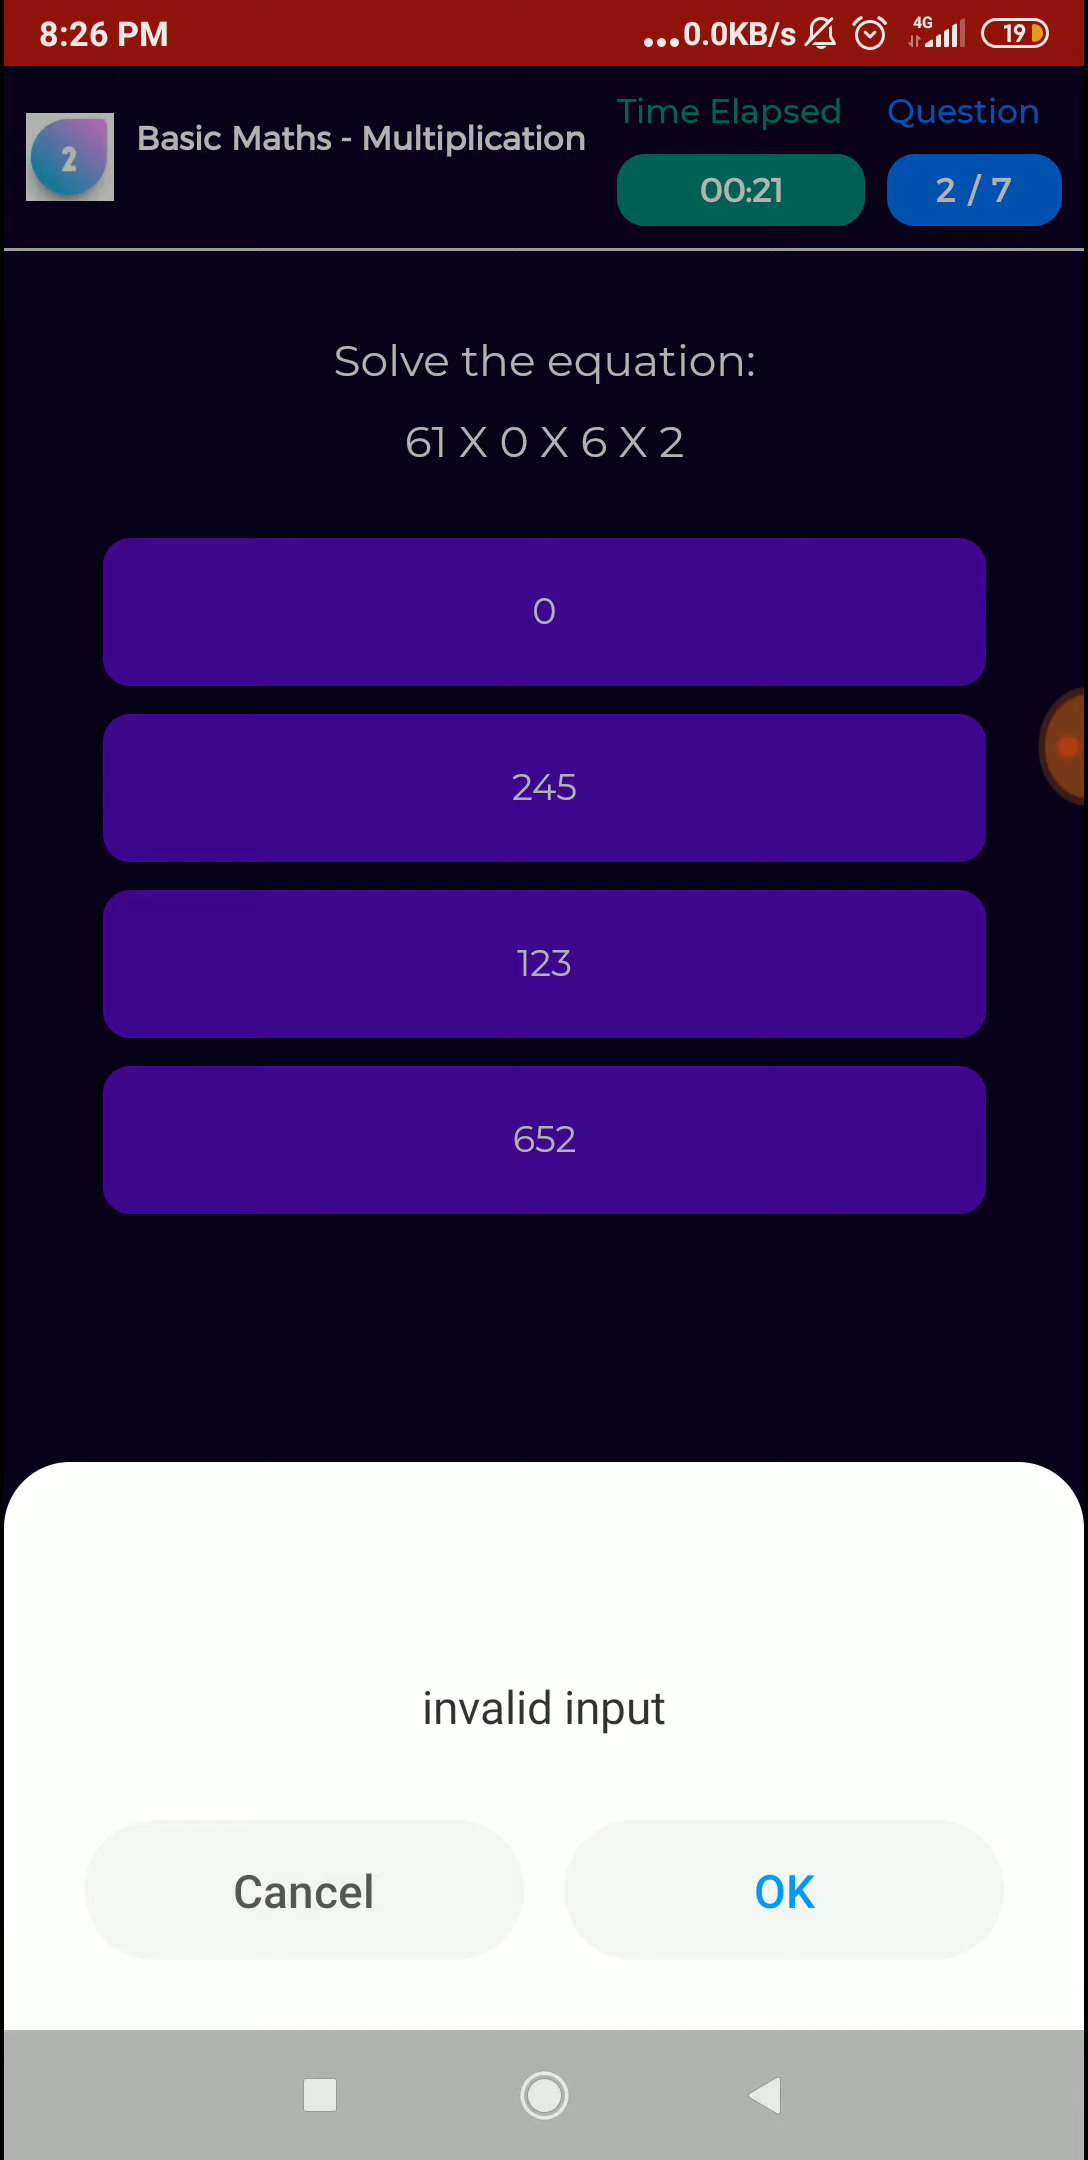 8:26 PM
...0.0KB/s 4G 19
Time Elapsed Question
2 Basic Maths - Multiplication
00:21 2 / 7
Solve the equation:
61 X 0 X 6 X 2
0
245
123
652
invalid input
Cancel OK